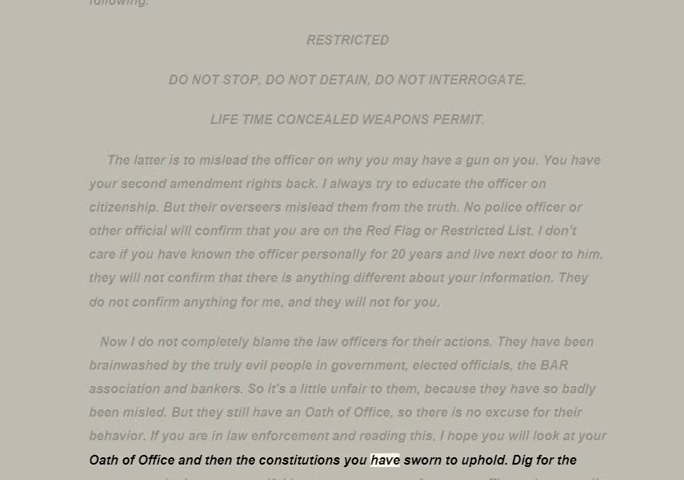 following:
RESTRICTED
DO NOT STOP, DO NOT DETAIN, DO NOT INTERROGATE.
LIFE TIME CONCEALED WEAPONS PERMIT.
The latter is to mislead the officer on why you may have a gun on you. You have
your second amendment rights back. I always try to educate the officer on
citizenship. But their overseers mislead them from the truth. No police officer or
other official will confirm that you are on the Red Flag or Restricted List. I don't
care if you have known the officer personally for 20 years and live next door to him,
they will not confirm that there is anything different about your information. They
do not confirm anything for me, and they will not for you.
Now I do not completely blame the law officers for their actions. They have been
brainwashed by the truly evil people in government, elected officials, the BAR
association and bankers. So it's a little unfair to them, because they have so badly
been misled. But they still have an Oath of Office, so there is no excuse for their
behavior. If you are in law enforcement and reading this, I hope you will look at your
Oath of Office and then the constitutions you have sworn to uphold. Dig for the